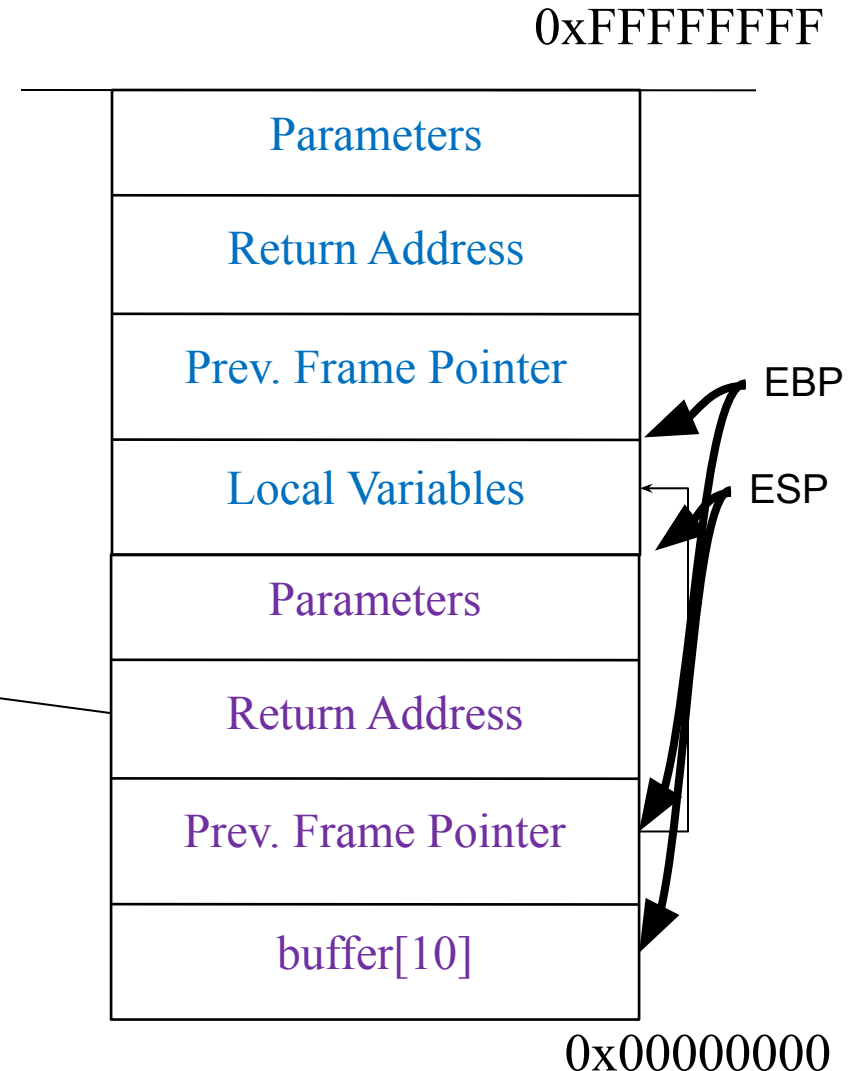 0xFFFFFFFF
Parameters
Return Address
Prev. Frame Pointer
EBP
Local Variables
ESP
Parameters
Return Address
Prev. Frame Pointer
buffer[10]
0x00000000